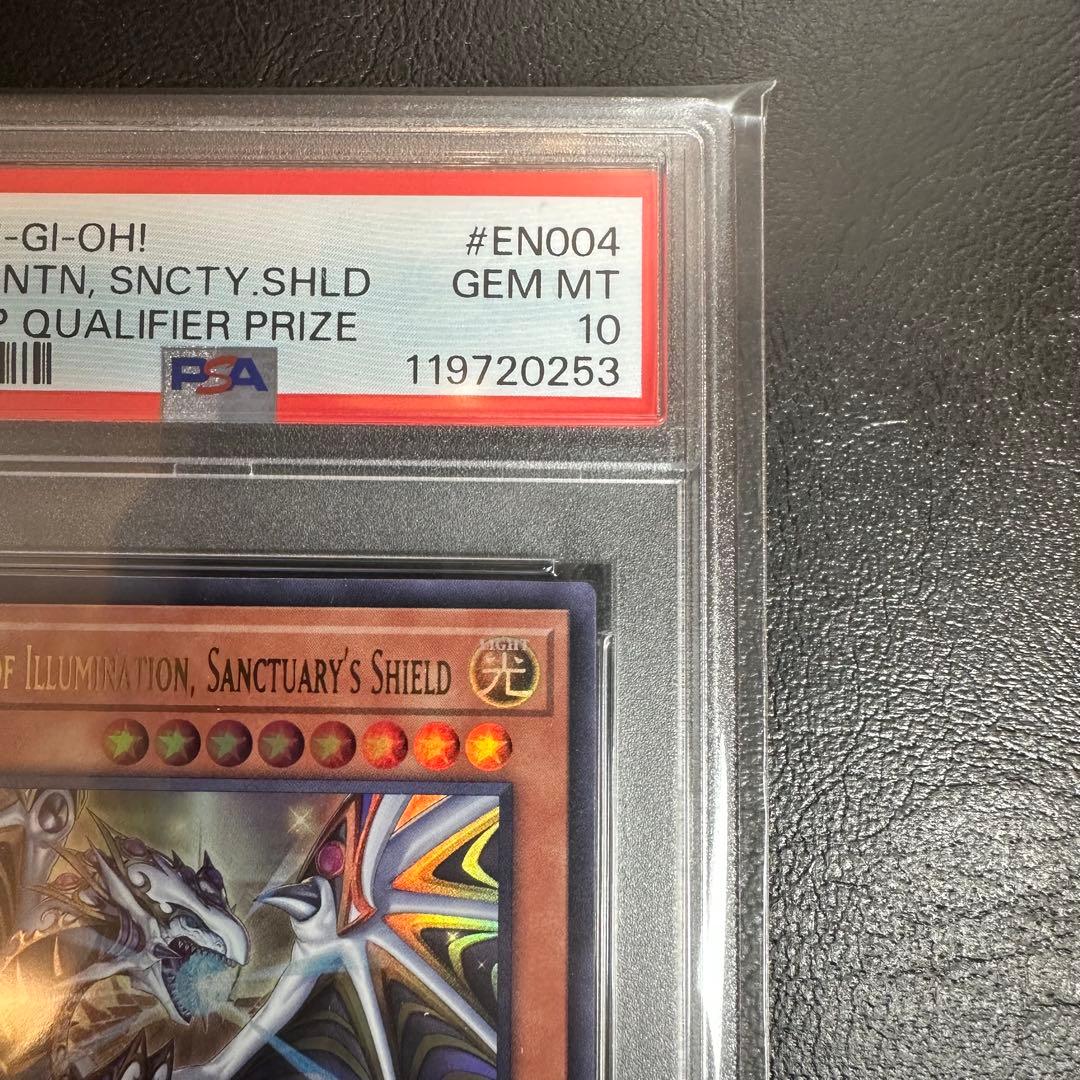 -GI-OH!
#EN004
NTN, SNCTY.SHLD
GEM MT
P QUALIFIER PRIZE
10
PSA
119720253
OF ILLUMINATION, SANCTUARY'S SHIELD
LIGHT
光